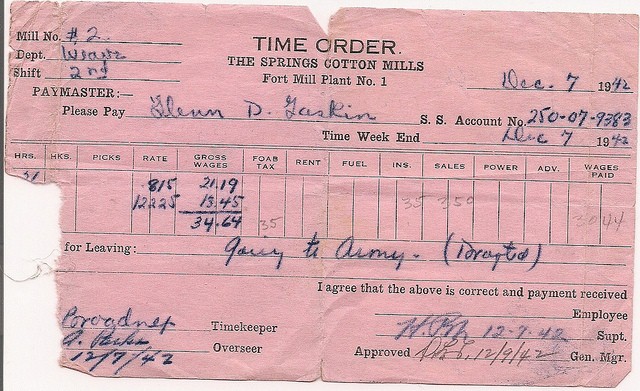 Mill No. #2
Dept. Weave
Shift 2nd
TIME ORDER.
THE SPRINGS COTTON MILLS
Fort Mill Plant No. 1
Dec. 7 1942
PAYMASTER:—
Please Pay Glenn D. Gaskin S. S. Account No. 250-07-9383
Time Week End Dec 7 1942
HRS. HKS. PICKS RATE GROSS WAGES FOAB TAX RENT FUEL INS. SALES POWER ADV. WAGES PAID
.815 21.19
12225 13.45 35 350
34.64 35 3044
for Leaving: Going to Army. (Drafted)
I agree that the above is correct and payment received
Employee
Timekeeper
12-7-42 Supt.
Overseer
12/7/42
Approved 12/9/42 Gen. Mgr.